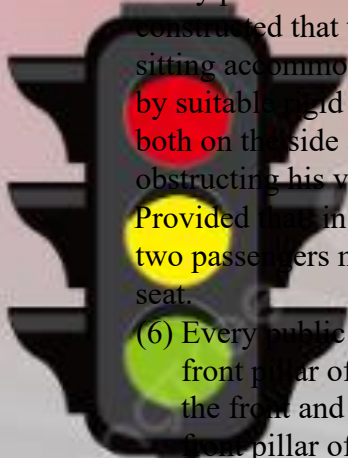 constructed that
sitting accommo
by suitable rigid
both on the side
obstructing his v
Provided that in
two passengers n
seat.
(6) Every public
front pillar of
the front and
front pillar of